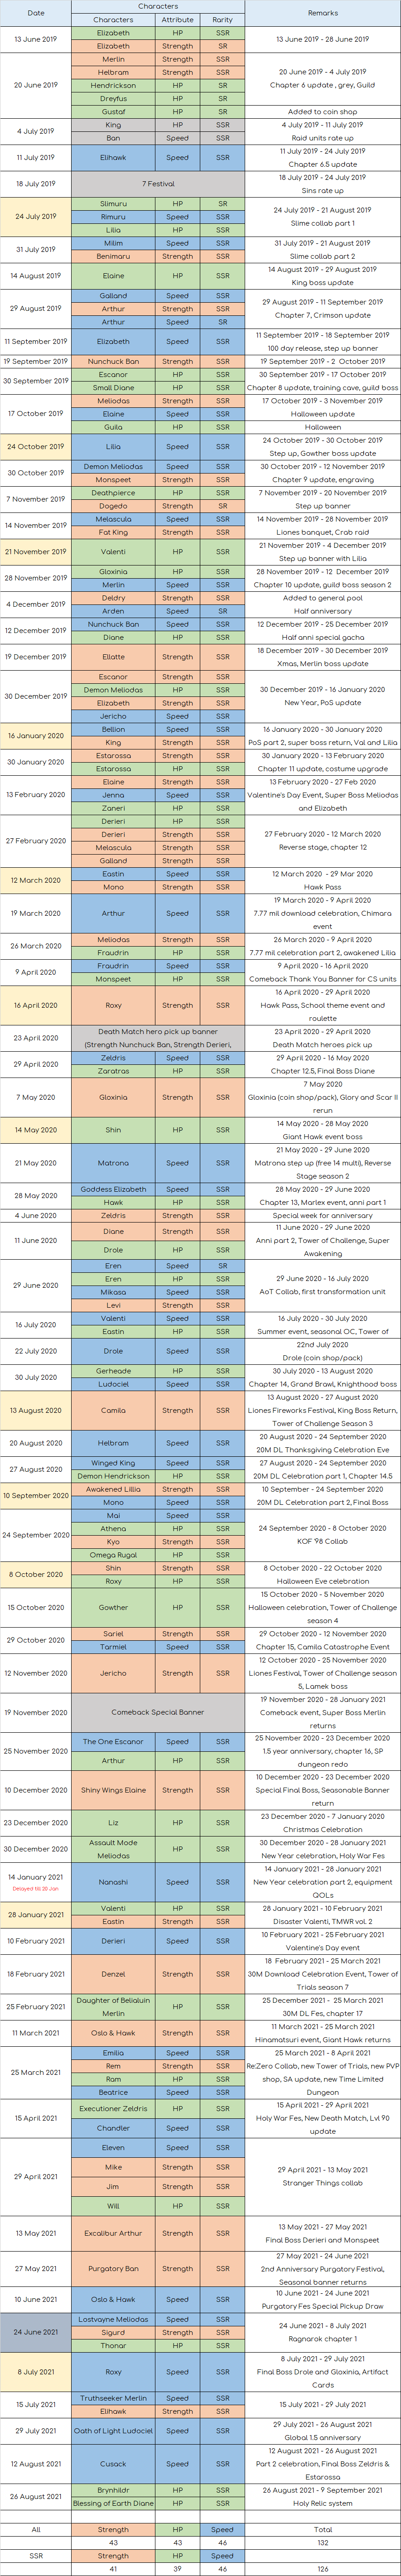 Date Characters Remarks
Characters Attribute Rarity
13 June 2019 Elizabeth HP SSR 13 June 2019 - 28 June 2019
Elizabeth Strength SR
20 June 2019 Merlin Strength SSR 20 June 2019 - 4 July 2019
Helbram Strength SSR Chapter 6 update , grey, Guild
Hendrickson HP SR
Dreyfus HP SR
Gustaf HP SR Added to coin shop
4 July 2019 King HP SSR 4 July 2019 - 11 July 2019
Ban Speed SSR Raid units rate up
11 July 2019 Elihawk Speed SSR 11 July 2019 - 24 July 2019
Chapter 6.5 update
18 July 2019 7 Festival 18 July 2019 - 24 July 2019
Sins rate up
24 July 2019 Slimuru HP SR 24 July 2019 - 21 August 2019
Rimuru Speed SSR Slime collab part 1
Lilia HP SSR
31 July 2019 Milim Speed SSR 31 July 2019 - 21 August 2019
Benimaru Strength SSR Slime collab part 2
14 August 2019 Elaine HP SSR 14 August 2019 - 29 August 2019
King boss update
29 August 2019 Galland Speed SSR 29 August 2019 - 11 September 2019
Arthur Strength SSR Chapter 7, Crimson update
Arthur Speed SR
11 September 2019 Elizabeth Speed SSR 11 September 2019 - 18 September 2019
100 day release, step up banner
19 September 2019 Nunchuck Ban Strength SSR 19 September 2019 - 2 October 2019
30 September 2019 Escanor HP SSR 30 September 2019 - 17 October 2019
Small Diane HP SSR Chapter 8 update, training cave, guild boss
17 October 2019 Meliodas Strength SSR 17 October 2019 - 3 November 2019
Elaine Speed SSR Halloween update
Guila HP SSR Halloween
24 October 2019 Lilia Speed SSR 24 October 2019 - 30 October 2019
Step up, Gowther boss update
30 October 2019 Demon Meliodas Speed SSR 30 October 2019 - 12 November 2019
Monspeet Strength SSR Chapter 9 update, engraving
7 November 2019 Deathpierce HP SSR 7 November 2019 - 20 November 2019
Dogedo Strength SR Step up banner
14 November 2019 Melascula Speed SSR 14 November 2019 - 28 November 2019
Fat King Strength SSR Liones banquet, Crab raid
21 November 2019 Valenti HP SSR 21 November 2019 - 4 December 2019
Step up banner with Lilia
28 November 2019 Gloxinia HP SSR 28 November 2019 - 12 December 2019
Merlin Speed SSR Chapter 10 update, guild boss season 2
4 December 2019 Deldry Strength SSR Added to general pool
Arden Speed SR Half anniversary
12 December 2019 Nunchuck Ban Speed SSR 12 December 2019 - 25 December 2019
Diane HP SSR Half anni special gacha
19 December 2019 Ellatte Strength SSR 18 December 2019 - 30 December 2019
Xmas, Merlin boss update
30 December 2019 Escanor Strength SSR 30 December 2019 - 16 January 2020
Demon Meliodas HP SSR New Year, PoS update
Elizabeth Strength SSR
Jericho Speed SSR
16 January 2020 Bellion Speed SSR 16 January 2020 - 30 January 2020
King Strength SSR PoS part 2, super boss return, Val and Lilia
30 January 2020 Estarossa Strength SSR 30 January 2020 - 13 February 2020
Estarossa HP SSR Chapter 11 update, costume upgrade
13 February 2020 Elaine Strength SSR 13 February 2020 - 27 Feb 2020
Jenna Speed SSR Valentine's Day Event, Super Boss Meliodas
Zaneri HP SSR and Elizabeth
27 February 2020 Derieri HP SSR 27 February 2020 - 12 March 2020
Derieri Strength SSR Reverse stage, chapter 12
Melascula Strength SSR
Galland Strength SSR
12 March 2020 Eastin Speed SSR 12 March 2020 - 29 Mar 2020
Mono Strength SSR Hawk Pass
19 March 2020 Arthur Speed SSR 19 March 2020 - 9 April 2020
7.77 mil download celebration, Chimara
event
26 March 2020 Meliodas Strength SSR 26 March 2020 - 9 April 2020
Fraudrin HP SSR 7.77 mil celebration part 2, awakened Lilia
9 April 2020 Fraudrin Speed SSR 9 April 2020 - 16 April 2020
Monspeet HP SSR Comeback Thank You Banner for CS units
16 April 2020 Roxy Strength SSR 16 April 2020 - 29 April 2020
Hawk Pass, School theme event and
roulette
23 April 2020 Death Match hero pick up banner 23 April 2020 - 29 April 2020
(Strength Nunchuck Ban, Strength Derieri, Death Match heroes pick up
29 April 2020 Zeldris Speed SSR 29 April 2020 - 16 May 2020
Zaratras HP SSR Chapter 12.5, Final Boss Diane
7 May 2020 Gloxinia Strength SSR 7 May 2020
Gloxinia (coin shop/pack), Glory and Scar II
rerun
14 May 2020 Shin HP SSR 14 May 2020 - 28 May 2020
Giant Hawk event boss
21 May 2020 Matrona Speed SSR 21 May 2020 - 29 June 2020
Matrona step up (free 14 multi), Reverse
Stage season 2
28 May 2020 Goddess Elizabeth Speed SSR 28 May 2020 - 29 June 2020
Hawk HP SSR Chapter 13, Marlex event, anni part 1
4 June 2020 Zeldris Strength SSR Special week for anniversary
11 June 2020 Diane Strength SSR 11 June 2020 - 29 June 2020
Drole HP SSR Anni part 2, Tower of Challenge, Super
Awakening
29 June 2020 Eren Speed SR 29 June 2020 - 16 July 2020
Eren HP SSR AoT Collab, first transformation unit
Mikasa Speed SSR
Levi Strength SSR
16 July 2020 Valenti Speed SSR 16 July 2020 - 30 July 2020
Eastin HP SSR Summer event, seasonal OC, Tower of
22 July 2020 Drole Speed SSR 22nd July 2020
Drole (coin shop/pack)
30 July 2020 Gerheade HP SSR 30 July 2020 - 13 August 2020
Ludociel Speed SSR Chapter 14, Grand Brawl, Knighthood boss
13 August 2020 Camila Strength SSR 13 August 2020 - 27 August 2020
Liones Fireworks Festival, King Boss Return,
Tower of Challenge Season 3
20 August 2020 Helbram Speed SSR 20 August 2020 - 24 September 2020
20M DL Thanksgiving Celebration Eve
27 August 2020 Winged King Speed SSR 27 August 2020 - 24 September 2020
Demon Hendrickson HP SSR 20M DL Celebration part 1, Chapter 14.5
10 September 2020 Awakened Lillia Strength SSR 10 September - 24 September 2020
Mono Speed SSR 20M DL Celebration part 2, Final Boss
24 September 2020 Mai Speed SSR 24 September 2020 - 8 October 2020
Athena HP SSR KOF '98 Collab
Kyo Strength SSR
Omega Rugal HP SSR
8 October 2020 Shin Strength SSR 8 October 2020 - 22 October 2020
Roxy HP SSR Halloween Eve celebration
15 October 2020 Gowther HP SSR 15 October 2020 - 5 November 2020
Halloween celebration, Tower of Challenge
season 4
29 October 2020 Sariel Strength SSR 29 October 2020 - 12 November 2020
Tarmiel Speed SSR Chapter 15, Camila Catastrophe Event
12 November 2020 Jericho Strength SSR 12 October 2020 - 25 November 2020
Liones Festival, Tower of Challenge season
5, Lamek boss
19 November 2020 Comeback Special Banner 19 November 2020 - 28 January 2021
Comeback event, Super Boss Merlin
returns
25 November 2020 The One Escanor Speed SSR 25 November 2020 - 23 December 2020
Arthur HP SSR 1.5 year anniversary, chapter 16, SP
dungeon redo
10 December 2020 Shiny Wings Elaine Strength SSR 10 December 2020 - 23 December 2020
Special Final Boss, Seasonable Banner
return
23 December 2020 Liz HP SSR 23 December 2020 - 7 January 2020
Christmas Celebration
30 December 2020 Assault Mode HP SSR 30 December 2020 - 28 January 2021
Meliodas New Year celebration, Holy War Fes
14 January 2021 Nanashi Speed SSR 14 January 2021 - 28 January 2021
Delayed till 20 Jan New Year celebration part 2, equipment
QOLs
28 January 2021 Valenti HP SSR 28 January 2021 - 10 February 2021
Eastin Strength SSR Disaster Valenti, TMWR vol. 2
10 February 2021 Derieri Speed SSR 10 February 2021 - 25 February 2021
Valentine's Day event
18 February 2021 Denzel Strength SSR 18 February 2021 - 25 March 2021
30M Download Celebration Event, Tower of
Trials season 7
25 February 2021 Daughter of Belialuin HP SSR 25 December 2021 - 25 March 2021
Merlin 30M DL Fes, chapter 17
11 March 2021 Oslo & Hawk Strength SSR 11 March 2021 - 25 March 2021
Hinamatsuri event, Giant Hawk returns
25 March 2021 Emilia Speed SSR 25 March 2021 - 8 April 2021
Rem Strength SSR Re:Zero Collab, new Tower of Trials, new PVP
Ram HP SSR shop, SA update, new Time Limited
Beatrice Speed SSR Dungeon
15 April 2021 Executioner Zeldris HP SSR 15 April 2021 - 29 April 2021
Chandler Speed SSR Holy War Fes, New Death Match, Lvl 90
update
29 April 2021 Eleven Speed SSR 29 April 2021 - 13 May 2021
Mike Strength SSR Stranger Things collab
Jim Strength SSR
Will HP SSR
13 May 2021 Excalibur Arthur Strength SSR 13 May 2021 - 27 May 2021
Final Boss Derieri and Monspeet
27 May 2021 Purgatory Ban Strength SSR 27 May 2021 - 24 June 2021
2nd Anniversary Purgatory Festival,
Seasonal banner returns
10 June 2021 Oslo & Hawk Speed SSR 10 June 2021 - 24 June 2021
Purgatory Fes Special Pickup Draw
24 June 2021 Lostvayne Meliodas Speed SSR 24 June 2021 - 8 July 2021
Sigurd Strength SSR Ragnarok chapter 1
Thonar HP SSR
8 July 2021 Roxy Speed SSR 8 July 2021 - 29 July 2021
Final Boss Drole and Gloxinia, Artifact
Cards
15 July 2021 Truthseeker Merlin Speed SSR 15 July 2021 - 29 July 2021
Elihawk Strength SSR
29 July 2021 Oath of Light Ludociel Speed SSR 29 July 2021 - 26 August 2021
Global 1.5 anniversary
12 August 2021 Cusack Speed SSR 12 August 2021 - 26 August 2021
Part 2 celebration, Final Boss Zeldris &
Estarossa
26 August 2021 Brynhildr HP SSR 26 August 2021 - 9 September 2021
Blessing of Earth Diane HP SSR Holy Relic system
All Strength HP Speed Total
43 43 46 132
SSR Strength HP Speed
41 39 46 126